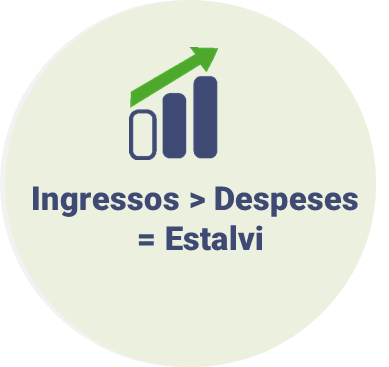 Ingressos > Despeses
= Estalvi